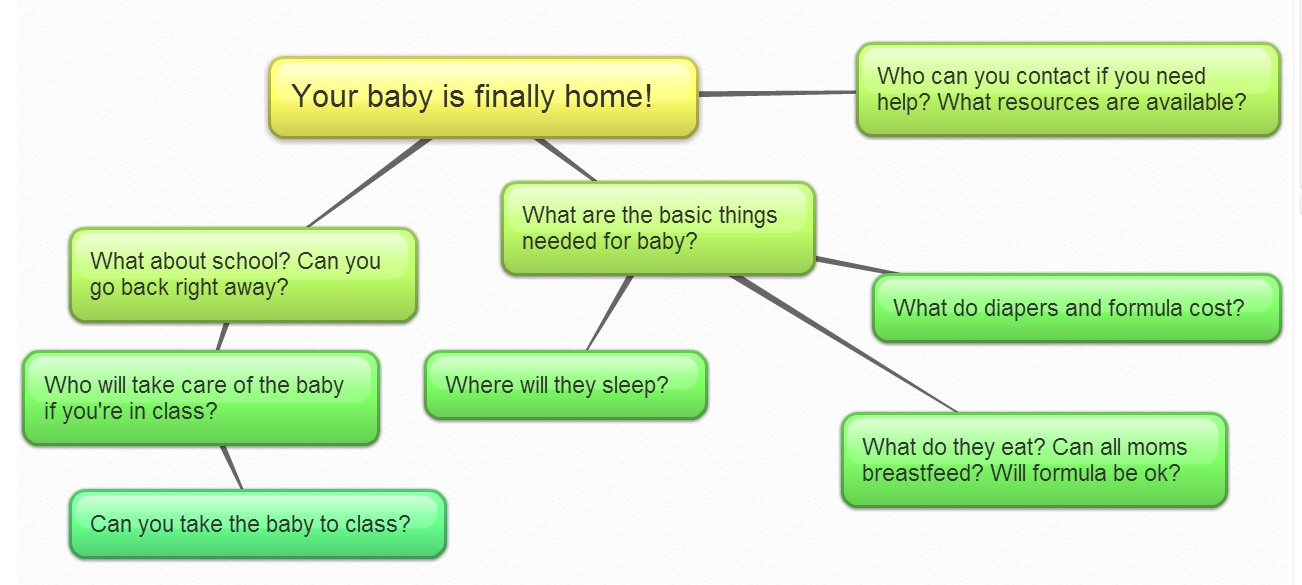 Your baby is finally home!
Who can you contact if you need
help? What resources are available?
What are the basic things
needed for baby?
What about school? Can you
go back right away?
What do diapers and formula cost?
Who will take care of the baby
if you're in class?
Where will they sleep?
What do they eat? Can all moms
breastfeed? Will formula be ok?
Can you take the baby to class?